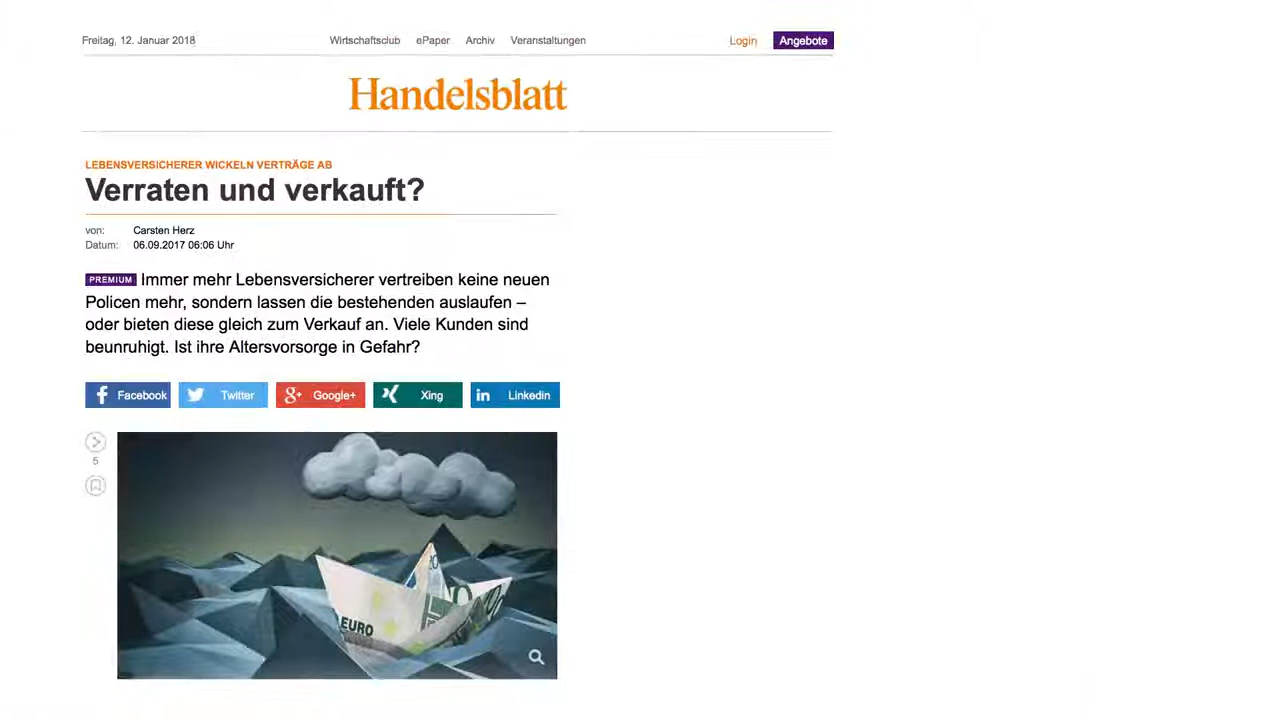 Freitag, 12. Januar 2018
Wirtschaftsclub ePaper Archiv Veranstaltungen
Login Angebote
Handelsblatt
LEBENSVERSICHERER WICKELN VERTRÄGE AB
Verraten und verkauft?
von: Carsten Herz
Datum: 06.09.2017 06:06 Uhr
PREMIUM Immer mehr Lebensversicherer vertreiben keine neuen
Policen mehr, sondern lassen die bestehenden auslaufen –
oder bieten diese gleich zum Verkauf an. Viele Kunden sind
beunruhigt. Ist ihre Altersvorsorge in Gefahr?
Facebook Twitter Google+ Xing Linkedin
5
EURO